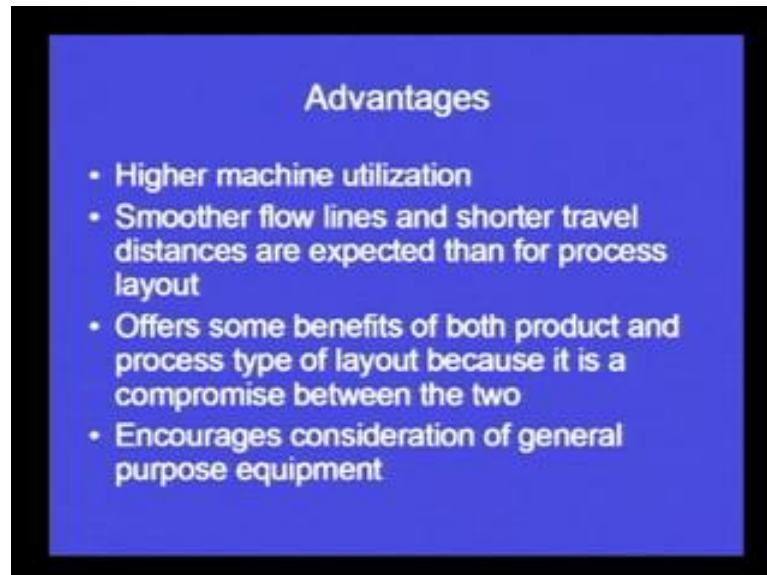 Advantages
• Higher machine utilization
• Smoother flow lines and shorter travel
distances are expected than for process
layout
• Offers some benefits of both product and
process type of layout because it is a
compromise between the two
• Encourages consideration of general
purpose equipment